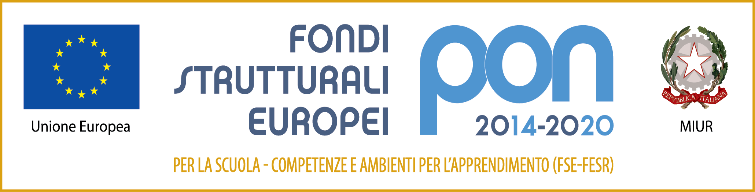 FONDI
STRUTTURALI
EUROPEI
pon
2014-2020
Unione Europea
MIUR
PER LA SCUOLA - COMPETENZE E AMBIENTI PER L'APPRENDIMENTO (FSE-FESR)